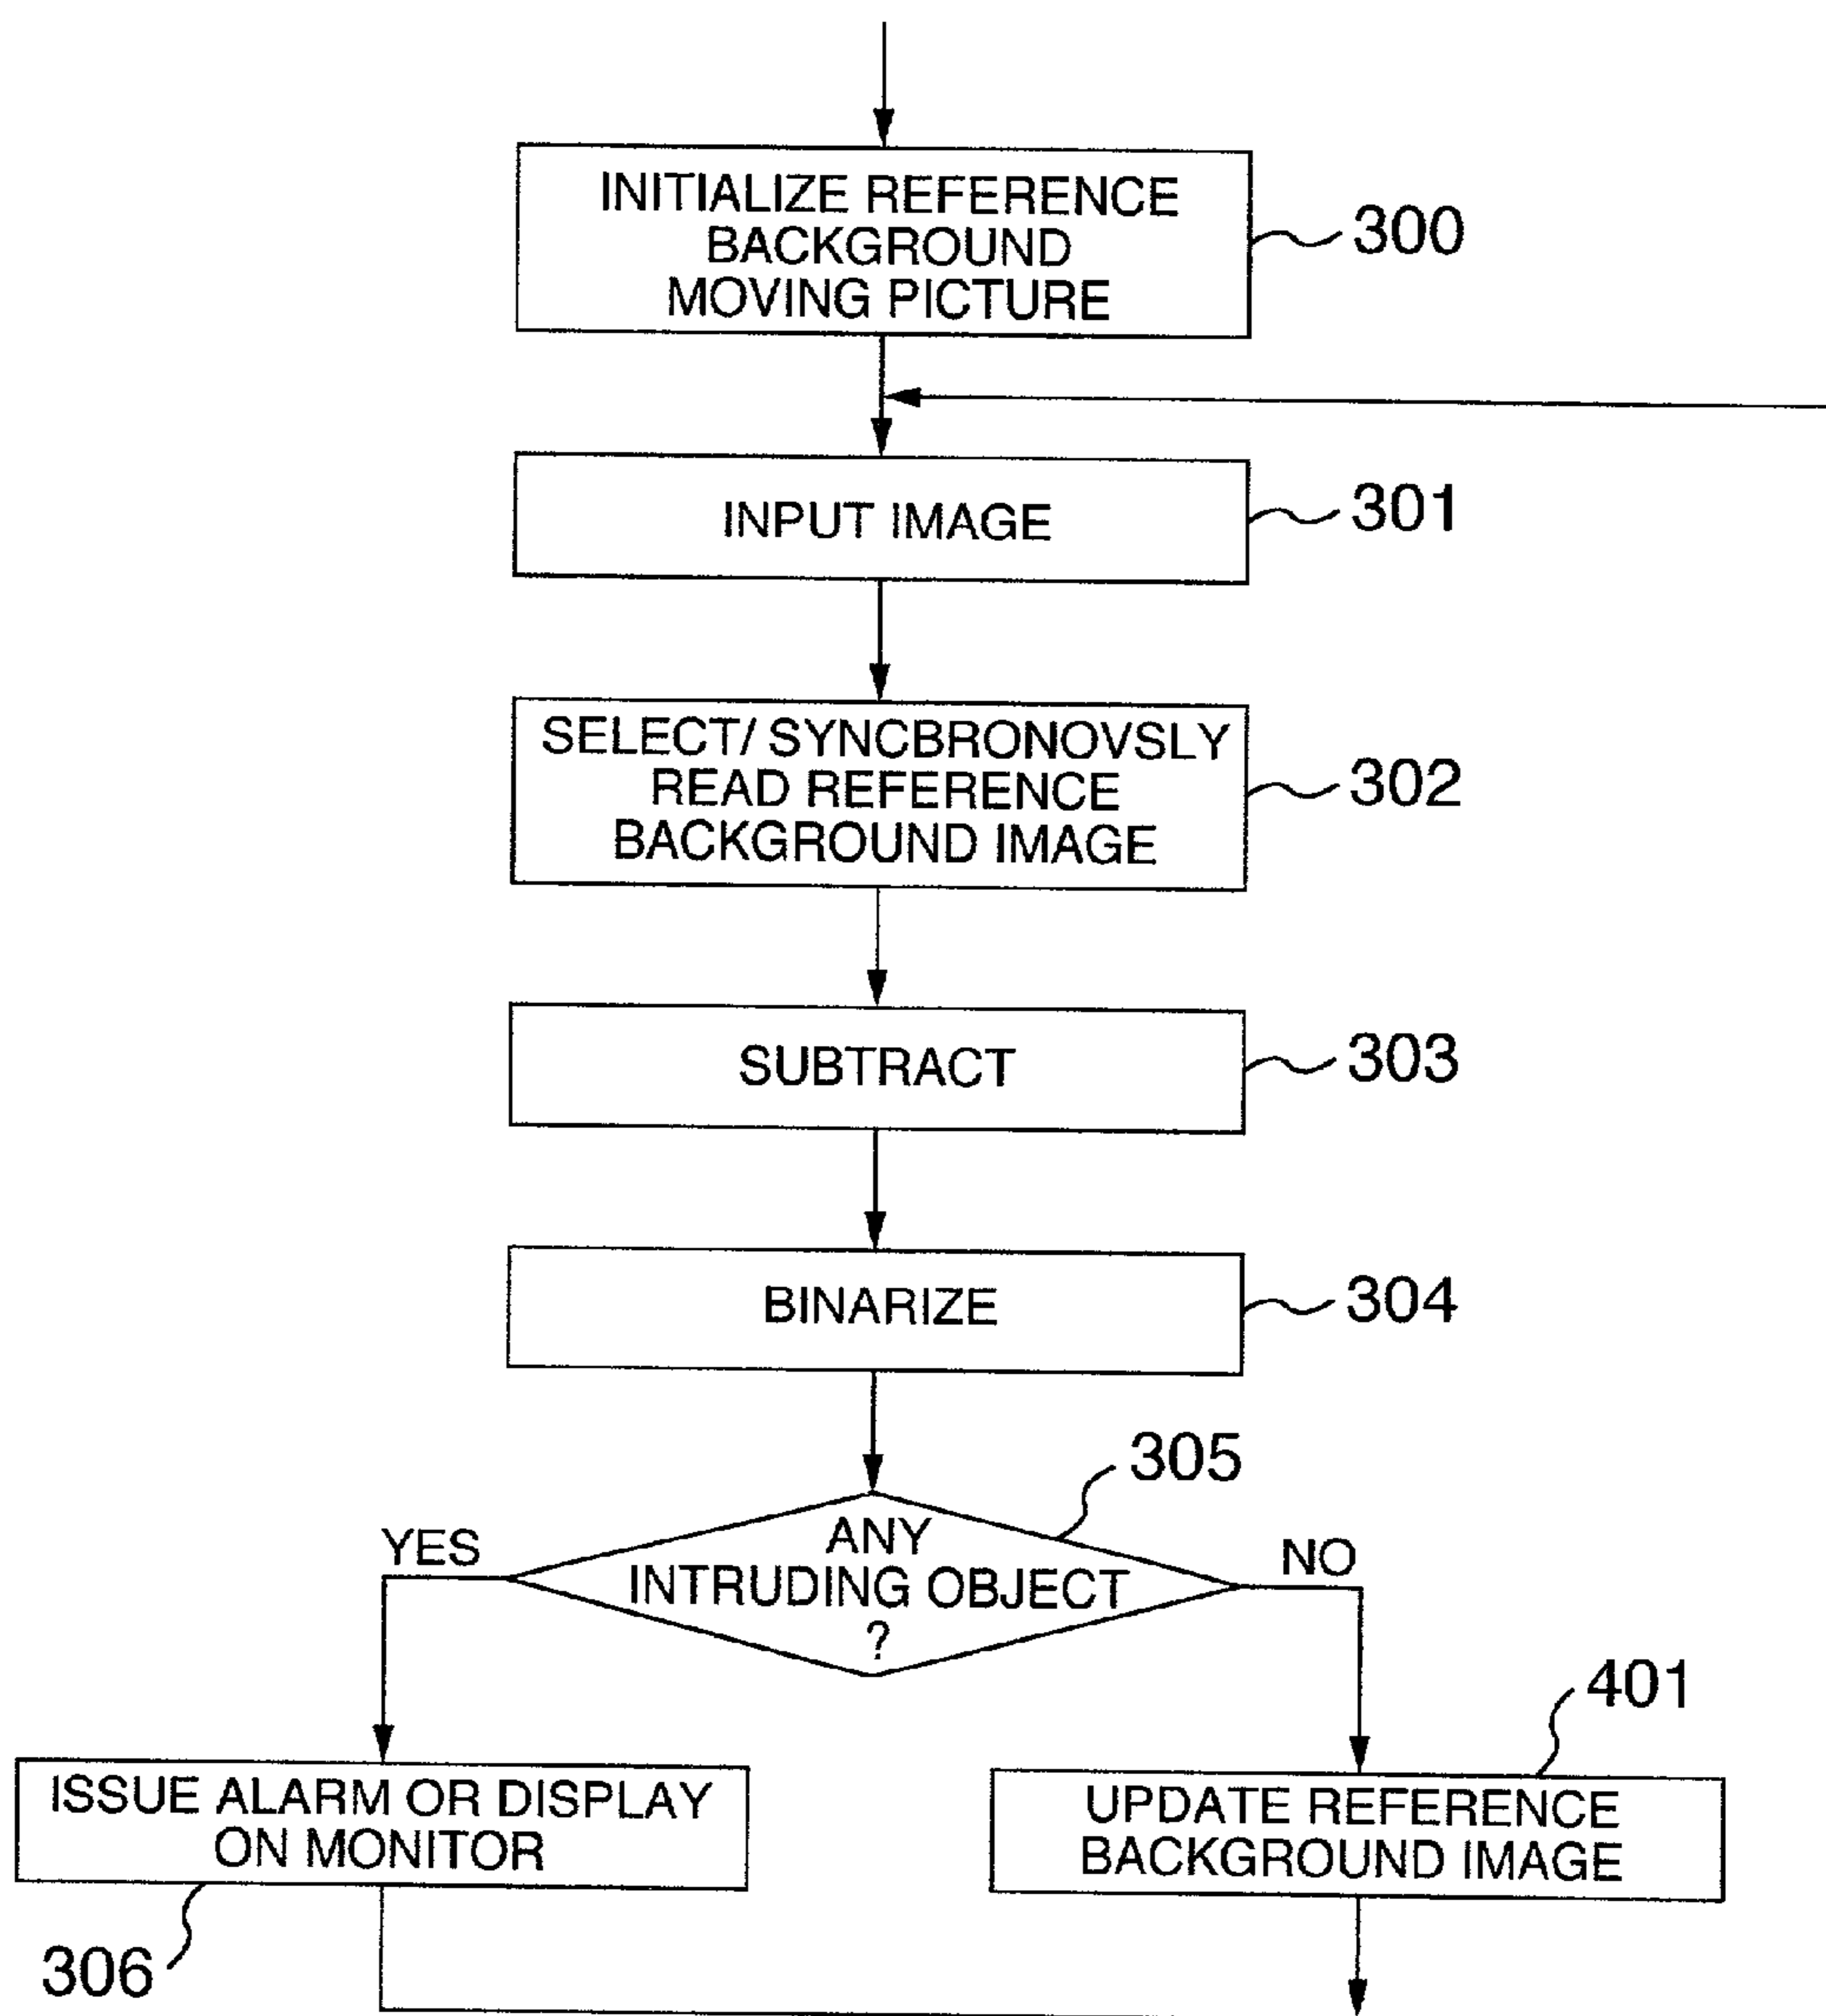 INITIALIZE REFERENCE
BACKGROUND
MOVING PICTURE
300
INPUT IMAGE
301
SELECT/ SYNCBRONOVSLY
READ REFERENCE
BACKGROUND IMAGE
302
SUBTRACT
303
BINARIZE
304
305
ANY
INTRUDING OBJECT
?
YES
NO
401
ISSUE ALARM OR DISPLAY
ON MONITOR
UPDATE REFERENCE
BACKGROUND IMAGE
306